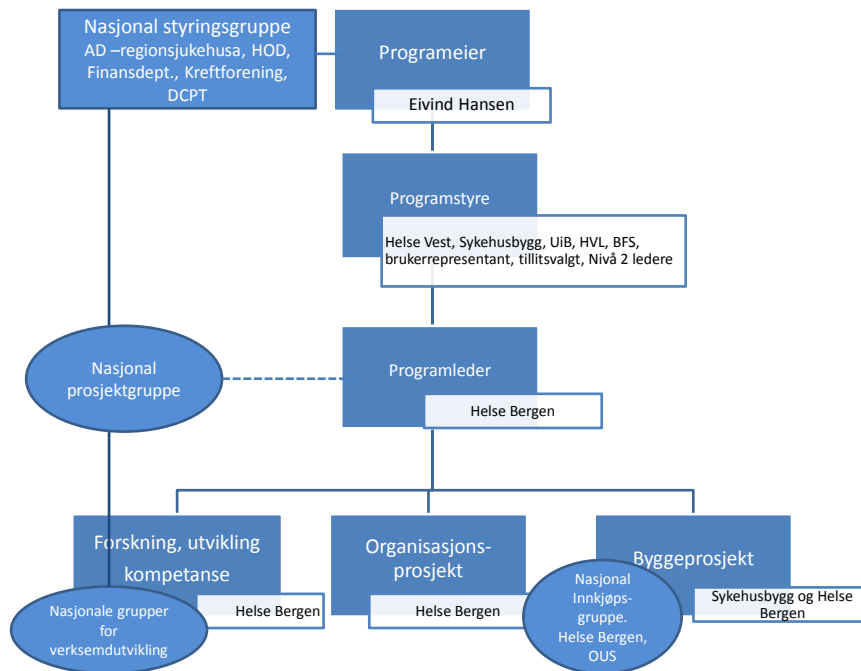 Nasjonal styringsgruppe
AD –regionsjukehusa, HOD,
Finansdept., Kreftforening,
DCPT
Programeier
Eivind Hansen
Programstyre
Helse Vest, Sykehusbygg, UiB, HVL, BFS,
brukerrepresentant, tillitsvalgt, Nivå 2 ledere
Nasjonal
prosjektgruppe
Programleder
Helse Bergen
Forskning, utvikling
kompetanse
Helse Bergen
Nasjonale grupper
for
verksemdutvikling
Organisasjons-
prosjekt
Helse Bergen
Byggeprosjekt
Sykehusbygg og Helse
Bergen
Nasjonal
Innkjøps-
gruppe.
Helse Bergen,
OUS